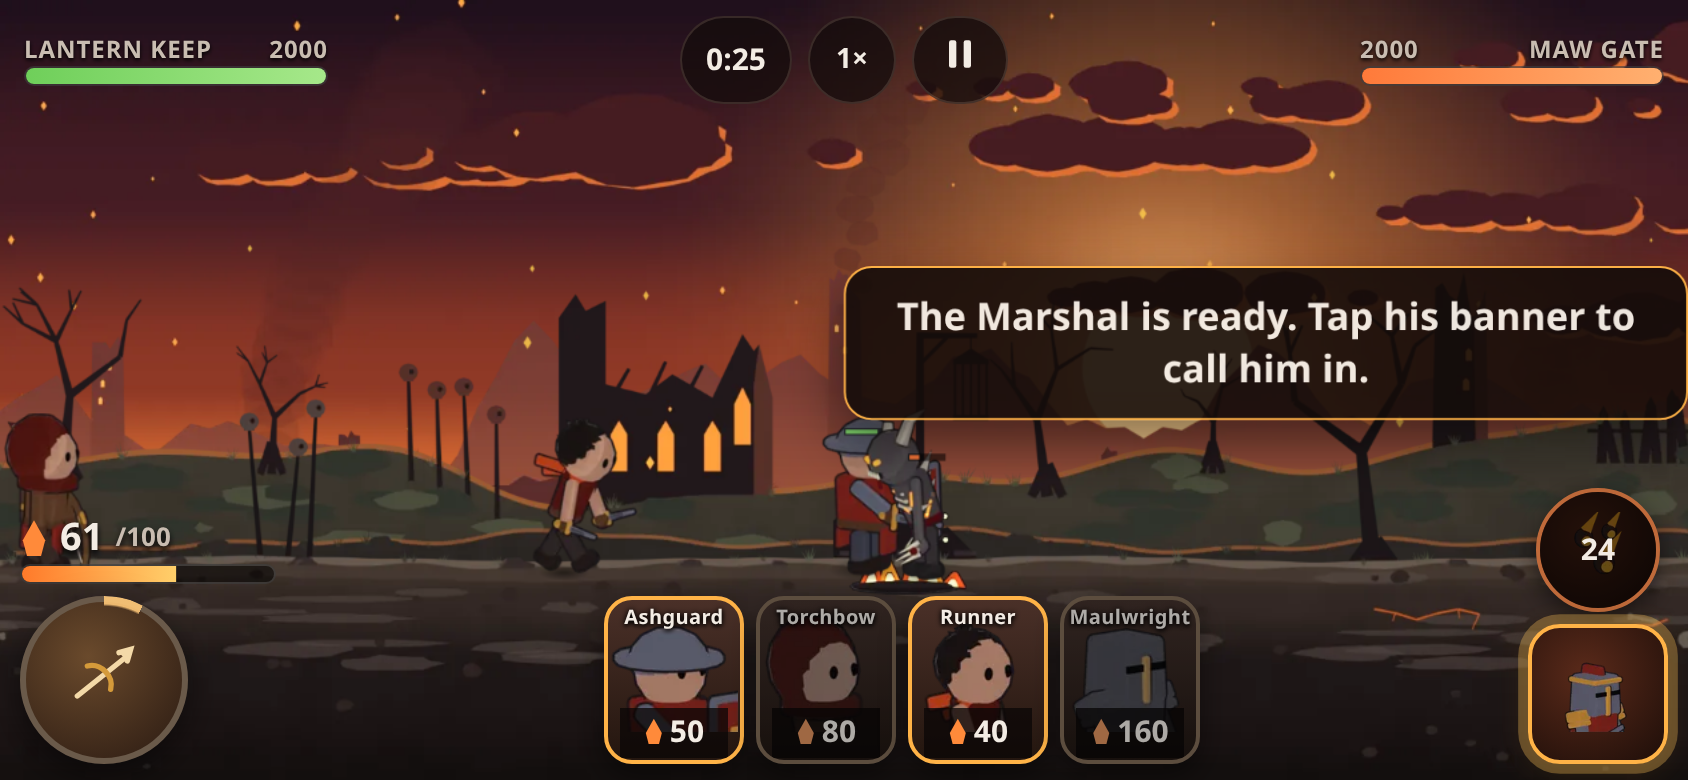 LANTERN KEEP 2000
0:25
1×
2000 MAW GATE
The Marshal is ready. Tap his banner to
call him in.
61 /100
24
Ashguard
Torchbow
Runner
Maulwright
50
80
40
160